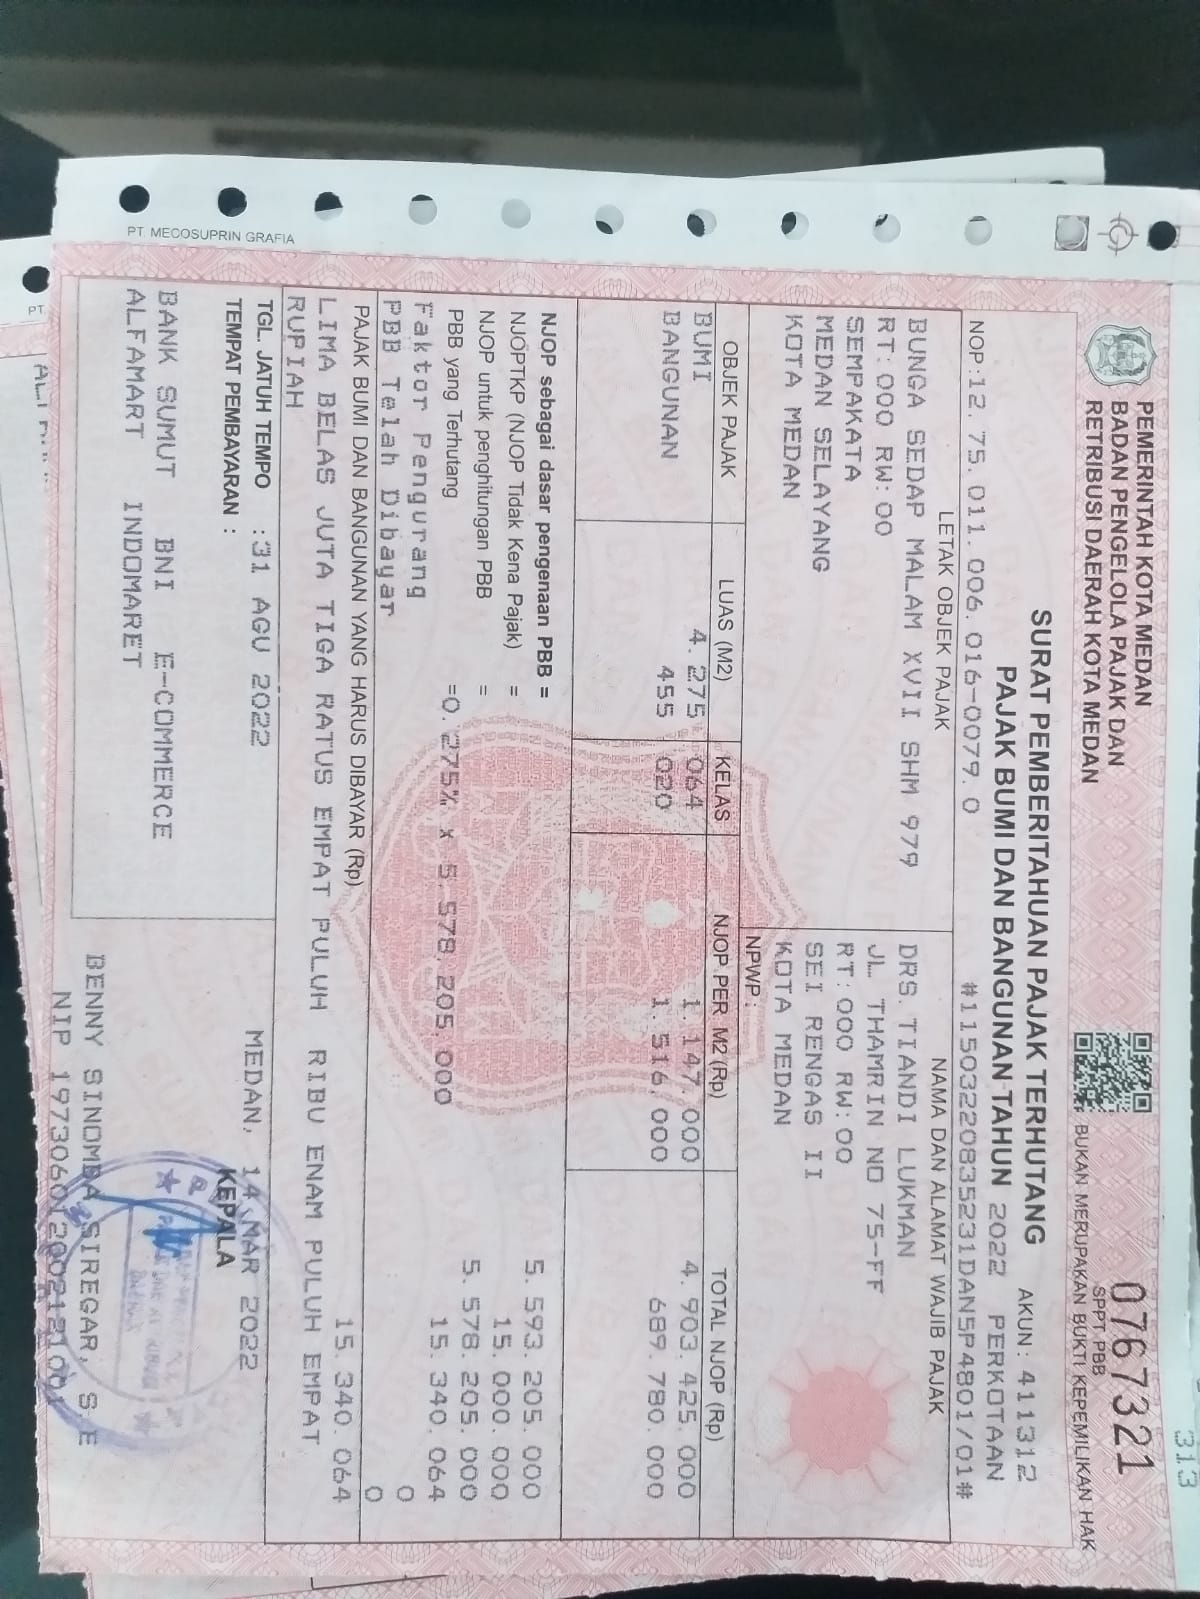 313
PEMERINTAH KOTA MEDAN
BADAN PENGELOLA PAJAK DAN
RETRIBUSI DAERAH KOTA MEDAN
0767321
SPPT PBB
BUKAN MERUPAKAN BUKTI KEPEMILIKAN HAK
SURAT PEMBERITAHUAN PAJAK TERHUTANG
AKUN: 411312
PAJAK BUMI DAN BANGUNAN TAHUN 2022 PERKOTAAN
NOP:12. 75. 011. 006. 016-0079. 0
#11503220835231DANSP4801/01#
LETAK OBJEK PAJAK
BUNGA SEDAP MALAM XVII SHM 979
RT:000 RW:00
SEMPAKATA
MEDAN SELAYANG
KOTA MEDAN
NAMA DAN ALAMAT WAJIB PAJAK
DRS. TIANDI LUKMAN
JL THAMRIN NO 75-FF
RT:000 RW:00
SEI RENGAS II
KOTA MEDAN
NPWP :
OBJEK PAJAK LUAS (M2) KELAS NJOP PER M2 (Rp) TOTAL NJOP (Rp)
BUMI 4. 275 064 1. 147. 000 4. 903. 425. 000
BANGUNAN 455 020 1. 516. 000 689. 780. 000
NJOP sebagai dasar pengenaan PBB = 5. 593. 205. 000
NJOPTKP (NJOP Tidak Kena Pajak) = 15. 000. 000
NJOP untuk penghitungan PBB = 5. 578. 205. 000
PBB yang Terhutang =0. 275% x 5. 578. 205. 000 15. 340. 064
Faktor Pengurang 0
PBB Telah Dibayar 0
PAJAK BUMI DAN BANGUNAN YANG HARUS DIBAYAR (Rp) 15. 340. 064
LIMA BELAS JUTA TIGA RATUS EMPAT PULUH RIBU ENAM PULUH EMPAT
RUPIAH
TGL. JATUH TEMPO :31 AGU 2022
TEMPAT PEMBAYARAN :
BANK SUMUT BNI E-COMMERCE
ALFAMART INDOMARET
MEDAN, 14 MAR 2022
KEPALA
BENNY SINOMBA SIREGAR, S.E
NIP 197306012002121001
PT. MECOSUPRIN GRAFIA
PT